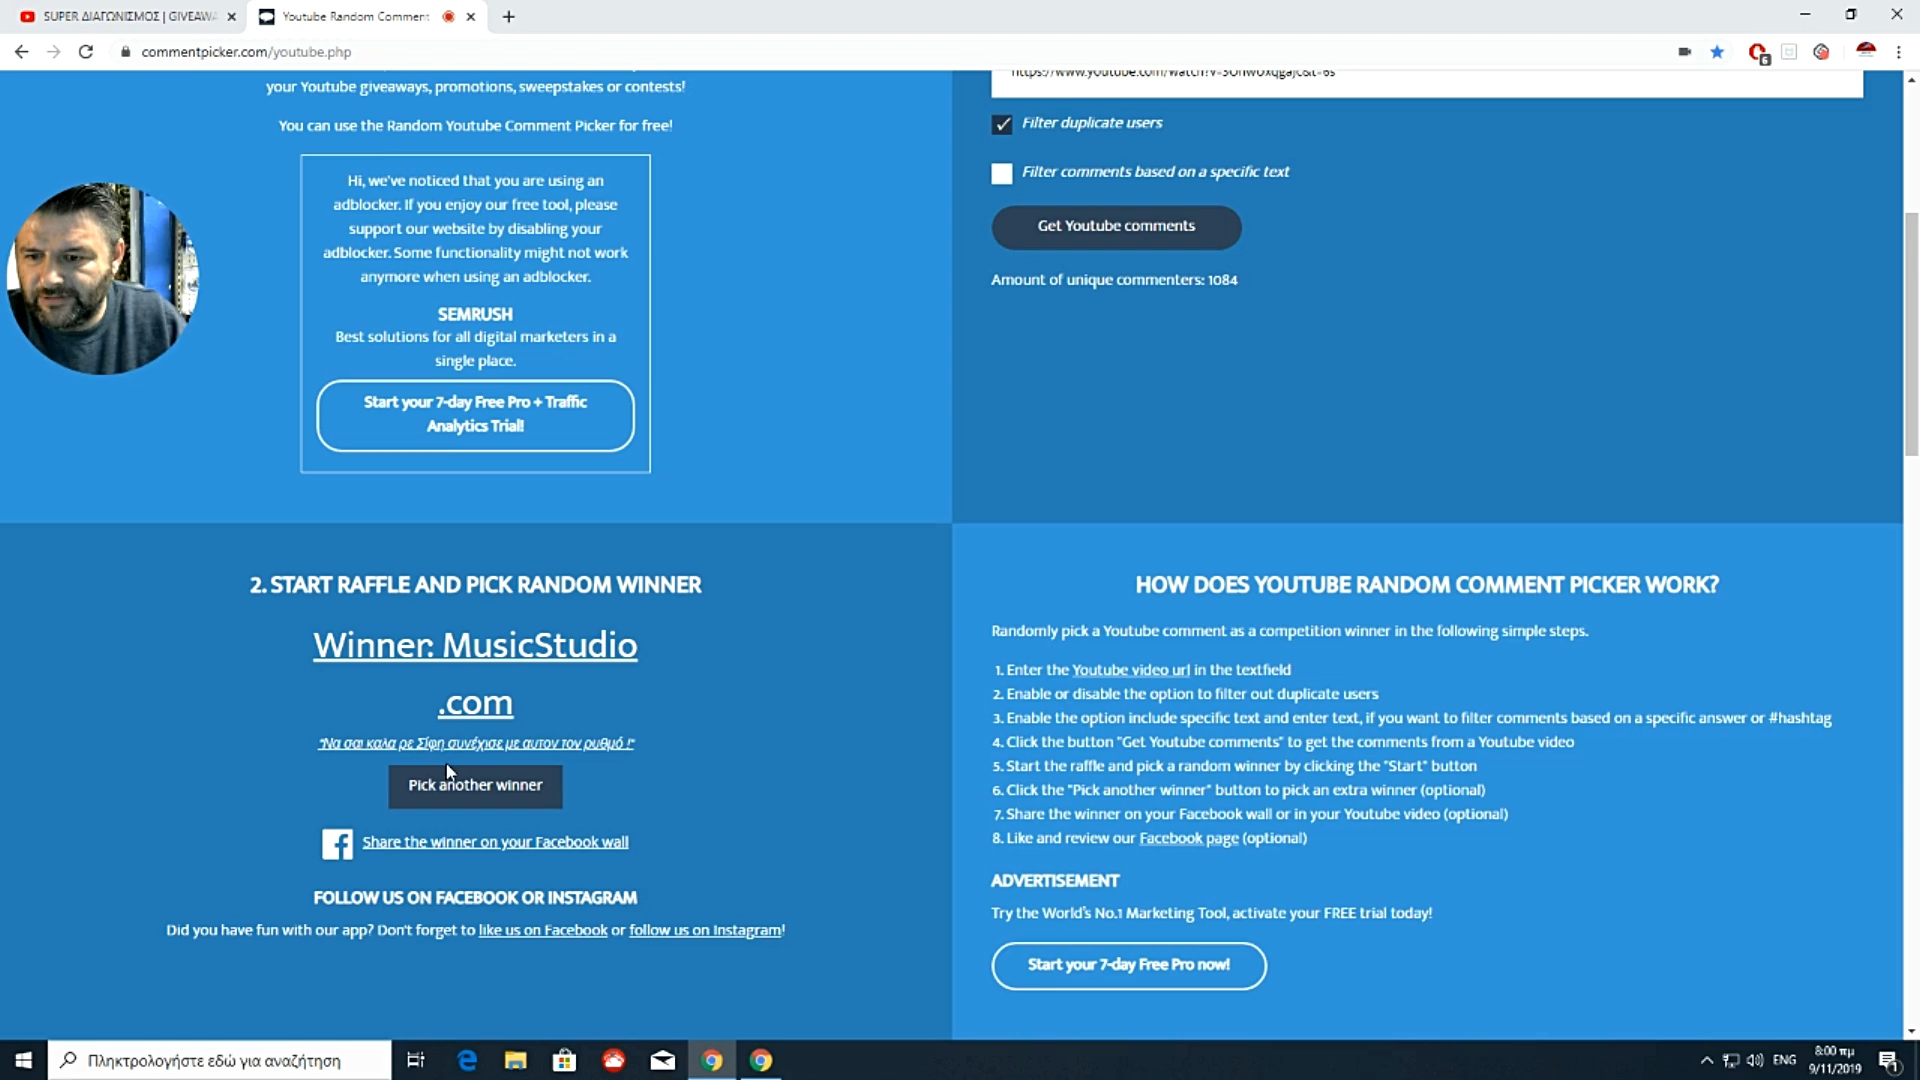 SUPER ΔΙΑΓΩΝΙΣΜΟΣ | GIVEAWA
Youtube Random Comment
commentpicker.com/youtube.php
6
your Youtube giveaways, promotions, sweepstakes or contests!
You can use the Random Youtube Comment Picker for free!
Hi, we've noticed that you are using an
adblocker. If you enjoy our free tool, please
support our website by disabling your
adblocker. Some functionality might not work
anymore when using an adblocker.
SEMRUSH
Best solutions for all digital marketers in a
single place.
Start your 7-day Free Pro + Traffic
Analytics Trial!
Filter duplicate users
Filter comments based on a specific text
Get Youtube comments
Amount of unique commenters: 1084
2. START RAFFLE AND PICK RANDOM WINNER
Winner: MusicStudio
.com
"Να σαι καλα ρε Σίφη συνέχισε με αυτον τον ρυθμό !"
Pick another winner
Share the winner on your Facebook wall
FOLLOW US ON FACEBOOK OR INSTAGRAM
Did you have fun with our app? Don't forget to like us on Facebook or follow us on Instagram!
HOW DOES YOUTUBE RANDOM COMMENT PICKER WORK?
Randomly pick a Youtube comment as a competition winner in the following simple steps.
1. Enter the Youtube video url in the textfield
2. Enable or disable the option to filter out duplicate users
3. Enable the option include specific text and enter text, if you want to filter comments based on a specific answer or #hashtag
4. Click the button "Get Youtube comments" to get the comments from a Youtube video
5. Start the raffle and pick a random winner by clicking the "Start" button
6. Click the "Pick another winner" button to pick an extra winner (optional)
7. Share the winner on your Facebook wall or in your Youtube video (optional)
8. Like and review our Facebook page (optional)
ADVERTISEMENT
Try the World's No.1 Marketing Tool, activate your FREE trial today!
Start your 7-day Free Pro now!
Πληκτρολογήστε εδώ για αναζήτηση
ENG
8:00 πμ
9/11/2019
1